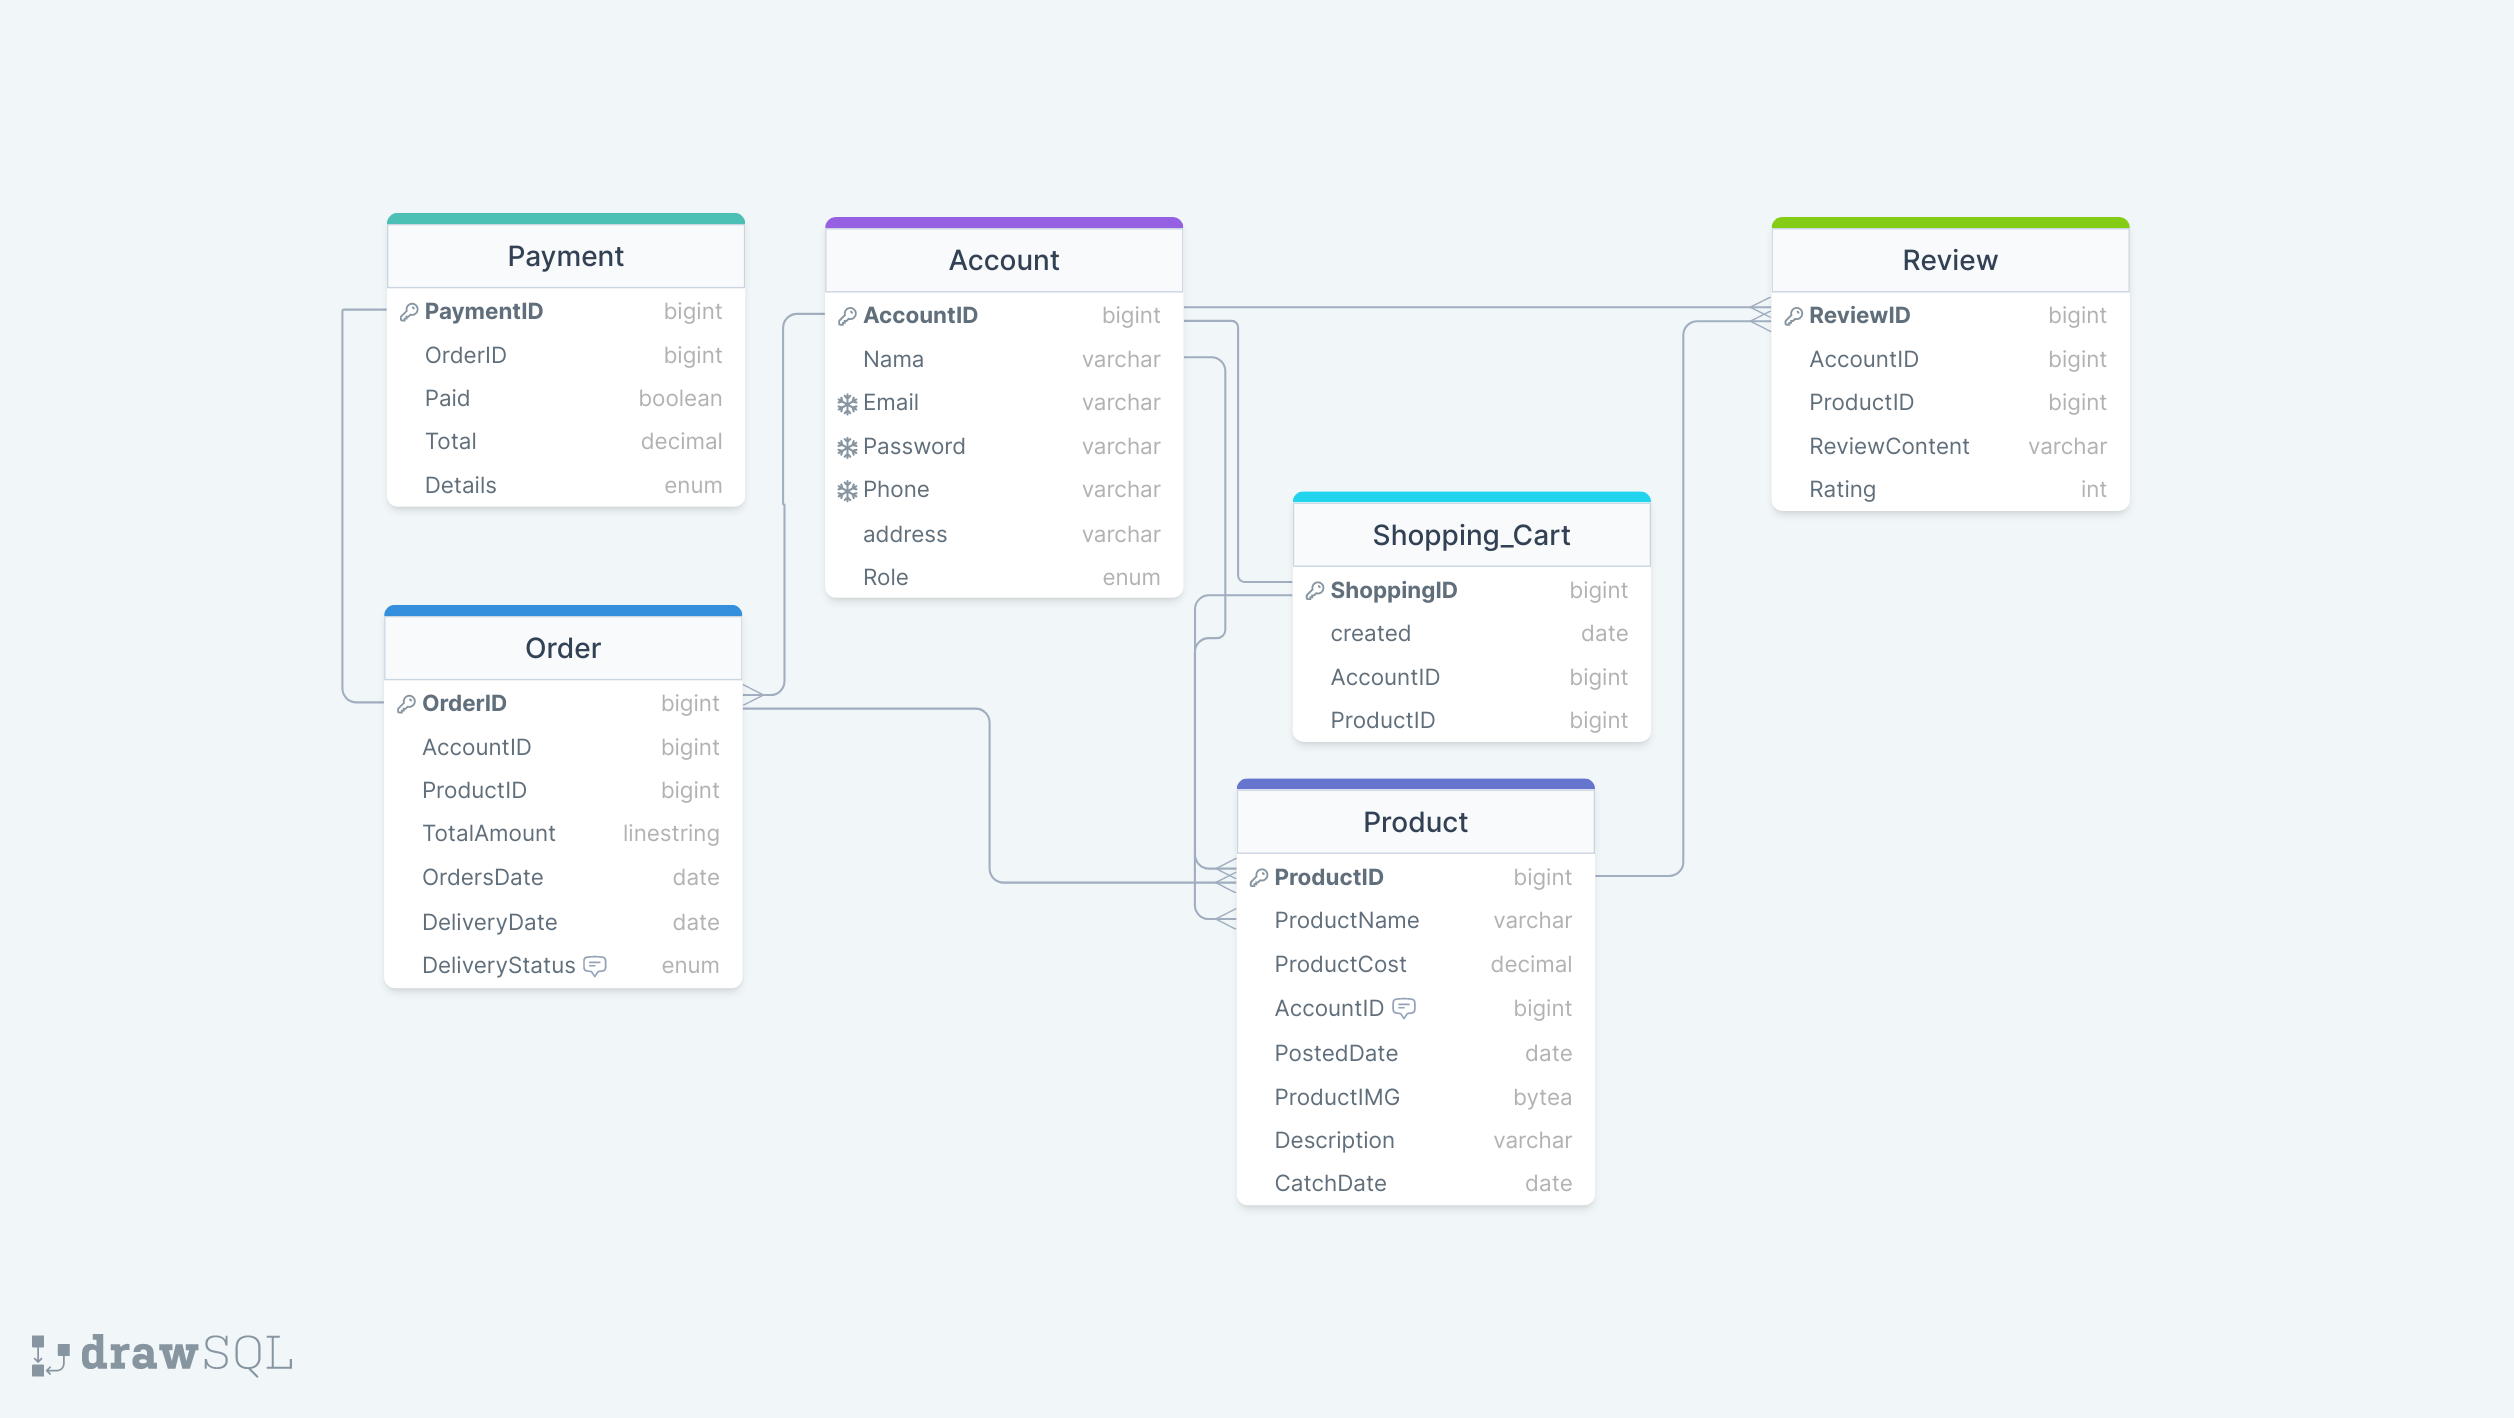 Payment
PaymentID bigint
OrderID bigint
Paid boolean
Total decimal
Details enum
Account
AccountID bigint
Nama varchar
Email varchar
Password varchar
Phone varchar
address varchar
Role enum
Review
ReviewID bigint
AccountID bigint
ProductID bigint
ReviewContent varchar
Rating int
Shopping_Cart
ShoppingID bigint
created date
AccountID bigint
ProductID bigint
Order
OrderID bigint
AccountID bigint
ProductID bigint
TotalAmount linestring
OrdersDate date
DeliveryDate date
DeliveryStatus enum
Product
ProductID bigint
ProductName varchar
ProductCost decimal
AccountID bigint
PostedDate date
ProductIMG bytea
Description varchar
CatchDate date
drawSQL